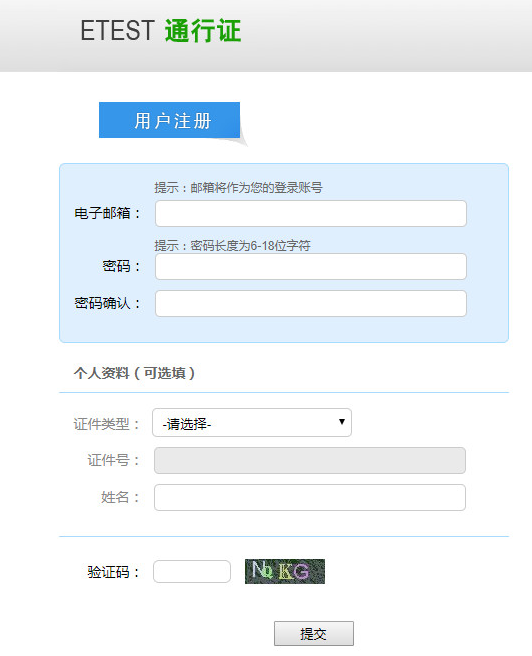 ETEST 通行证
用户注册
提示：邮箱将作为您的登录账号
电子邮箱：
提示：密码长度为6-18位字符
密码：
密码确认：
个人资料（可选填）
证件类型： -请选择-
证件号：
姓名：
验证码： NQKG
提交